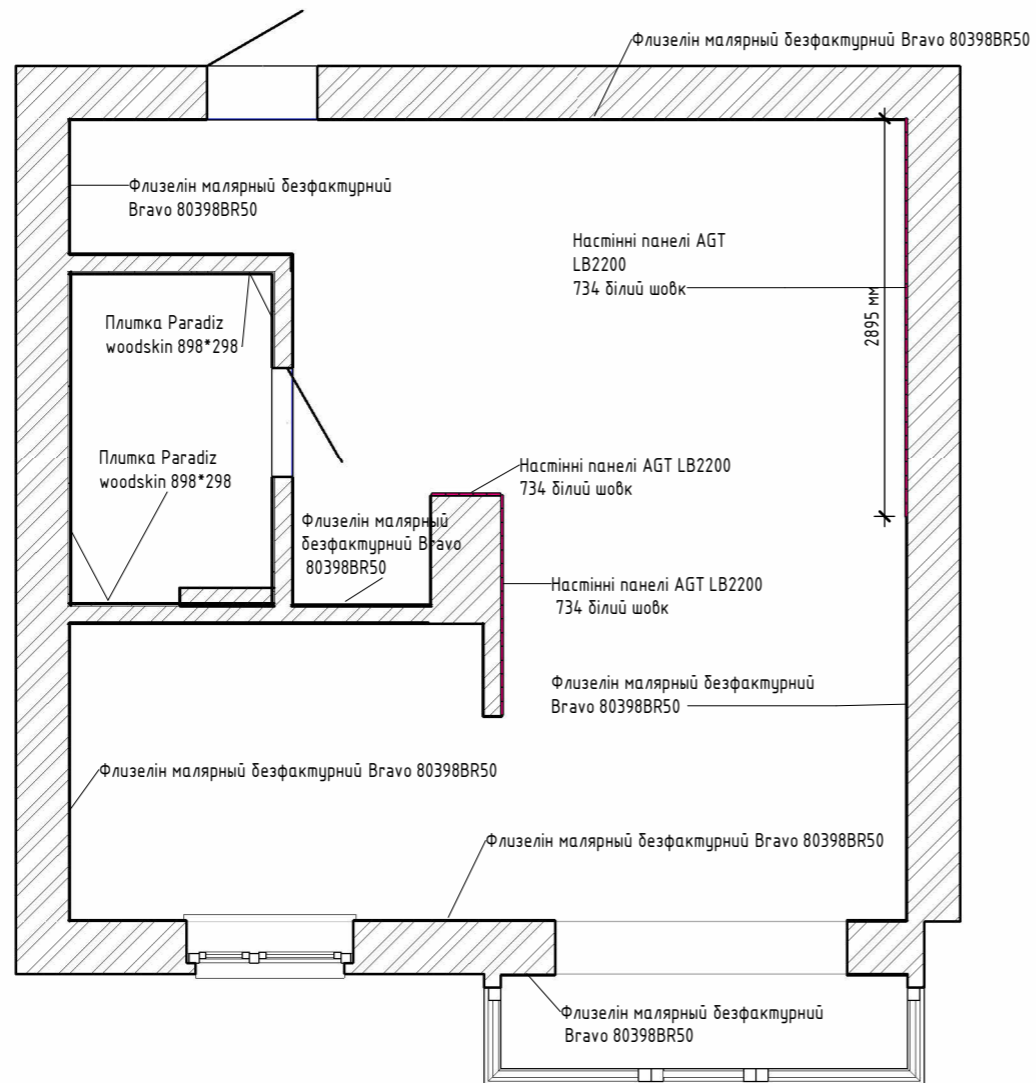 Флизелін малярный безфактурний Bravo 80398BR50
Флизелін малярный безфактурний
Bravo 80398BR50
Настінні панелі AGT
LB2200
734 білий шовк
2895 мм
Плитка Paradiz
woodskin 898*298
Плитка Paradiz
woodskin 898*298
Настінні панелі AGT LB2200
734 білий шовк
Флизелін малярный
безфактурний Bravo
80398BR50
Настінні панелі AGT LB2200
734 білий шовк
Флизелін малярный безфактурний
Bravo 80398BR50
Флизелін малярный безфактурний Bravo 80398BR50
Флизелін малярный безфактурний Bravo 80398BR50
Флизелін малярный безфактурний
Bravo 80398BR50